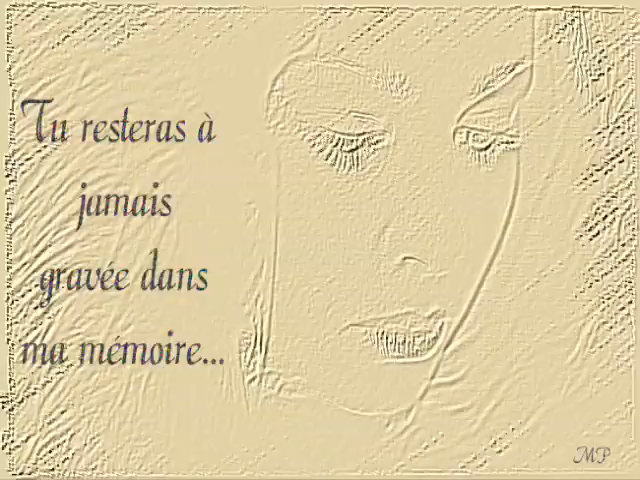 Tu resteras à
jamais
gravée dans
ma mémoire...
MP